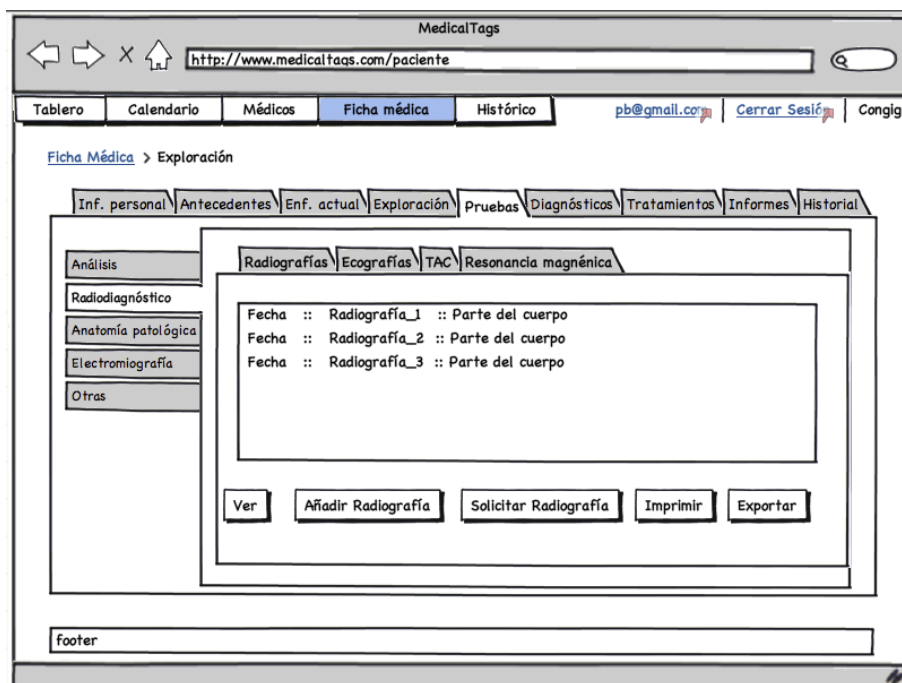 MedicalTags
http://www.medicaltags.com/paciente
Tablero Calendario Médicos Ficha médica Histórico pb@gmail.com Cerrar Sesión Congig
Ficha Médica > Exploración
Inf. personal Antecedentes Enf. actual Exploración Pruebas Diagnósticos Tratamientos Informes Historial
Radiografías Ecografías TAC Resonancia magnénica
Análisis
Radiodiagnóstico
Anatomía patológica
Electromiografía
Otras
Fecha :: Radiografía_1 :: Parte del cuerpo
Fecha :: Radiografía_2 :: Parte del cuerpo
Fecha :: Radiografía_3 :: Parte del cuerpo
Ver Añadir Radiografía Solicitar Radiografía Imprimir Exportar
footer